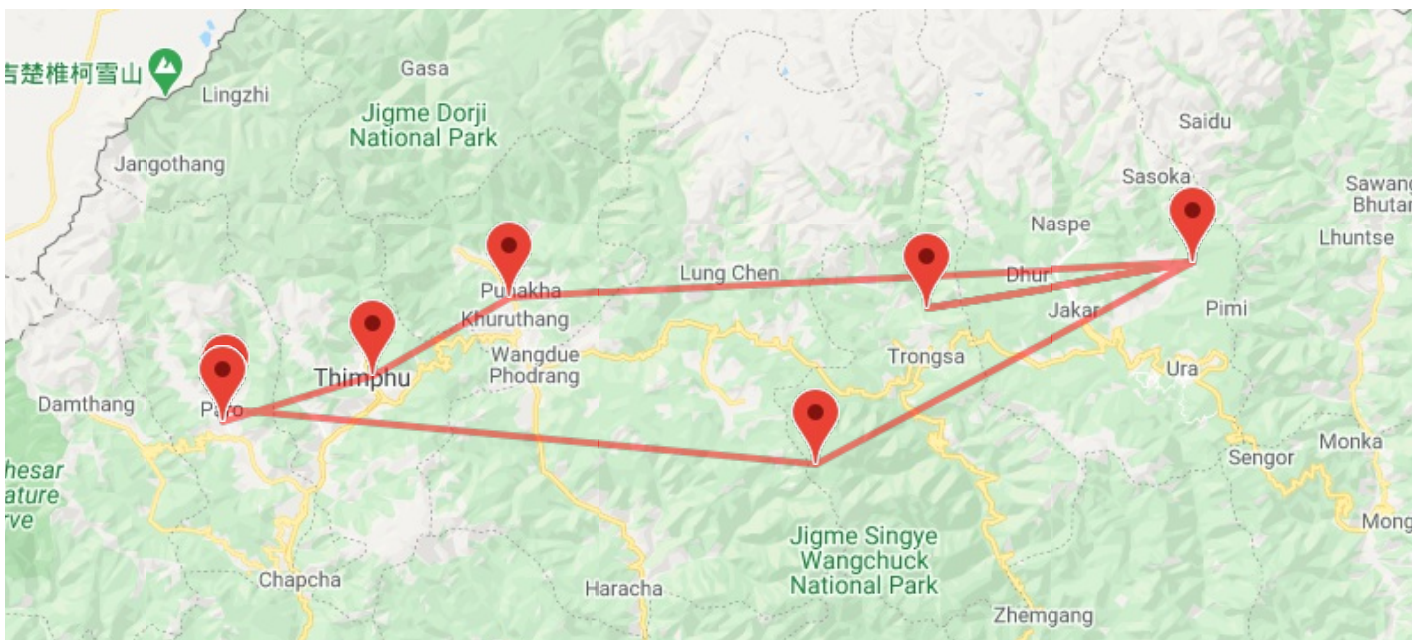 Gasa
吉楚椎柯雪山
Lingzhi
Jigme Dorji
National Park
Saidu
Jangothang
Sasoka
Sawang
Bhutan
Naspe
Lhuntse
Lung Chen
Dhur
Punakha
Khuruthang
Jakar
Pimi
Wangdue
Phodrang
Trongsa
Ura
Thimphu
Damthang
Paro
Monka
Sengor
hesar
ature
rve
Mong
Jigme Singye
Wangchuck
National Park
Chapcha
Haracha
Zhemgang